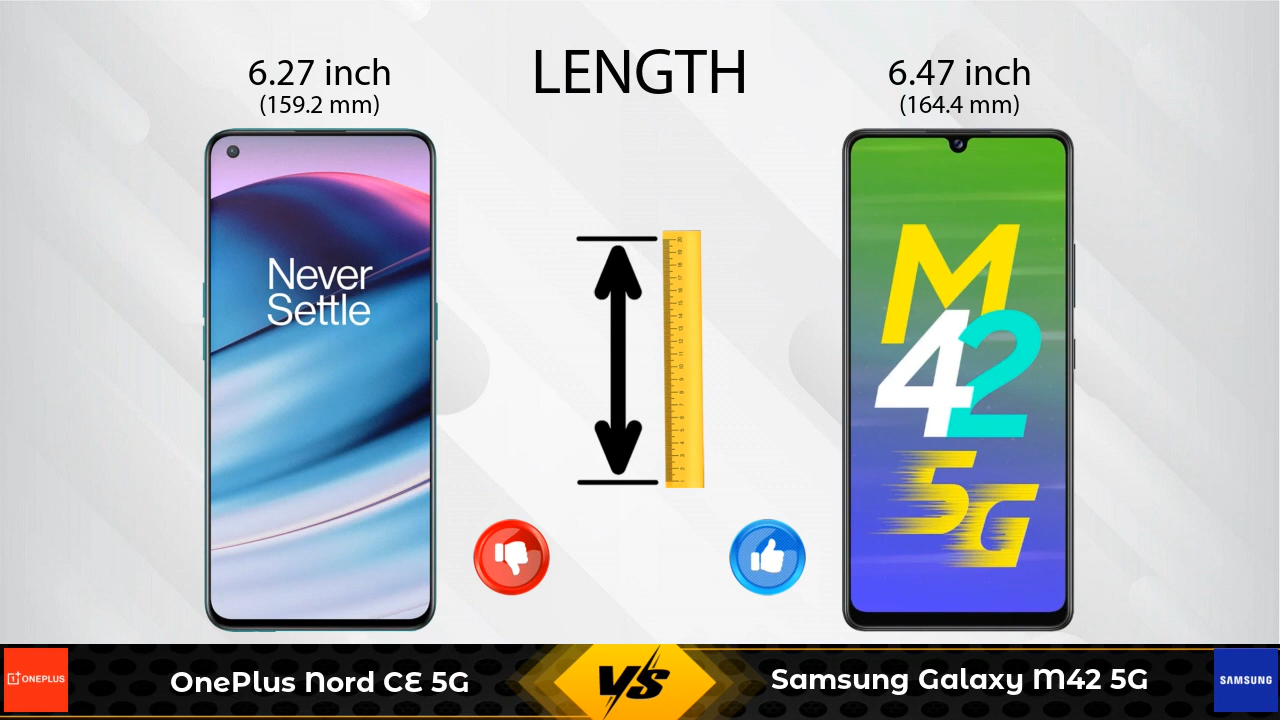 LENGTH
6.27 inch
(159.2 mm)
6.47 inch
(164.4 mm)
Never
Settle
M
42
5G
ONEPLUS
OnePlus Nord CE 5G
VS
Samsung Galaxy M42 5G
SAMSUNG